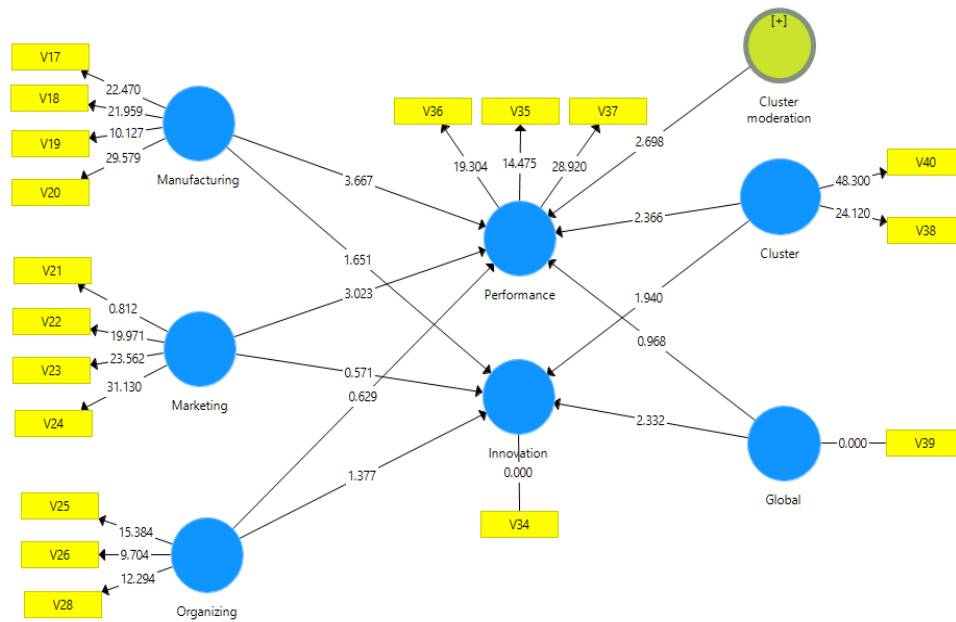 [+]
V17
V18
V19
V20
22.470
21.959
10.127
29.579
Manufacturing
V36
V35
V37
19.304
14.475
28.920
Cluster
moderation
2.698
3.667
V40
V38
48.300
24.120
Cluster
2.366
1.651
Performance
1.940
V21
V22
V23
V24
0.812
19.971
23.562
31.130
Marketing
3.023
0.968
0.571
0.629
2.332
Innovation
0.000
V34
V39
0.000
Global
1.377
V25
V26
V28
15.384
9.704
12.294
Organizing